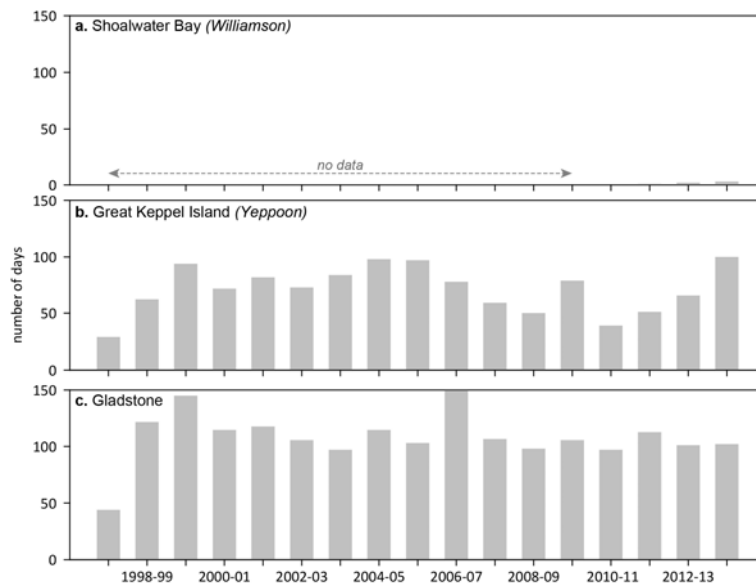 150
a. Shoalwater Bay (Williamson)
100
50
no data
0
150
b. Great Keppel Island (Yeppoon)
100
number of days
50
0
150
c. Gladstone
100
50
0
1998-99 2000-01 2002-03 2004-05 2006-07 2008-09 2010-11 2012-13